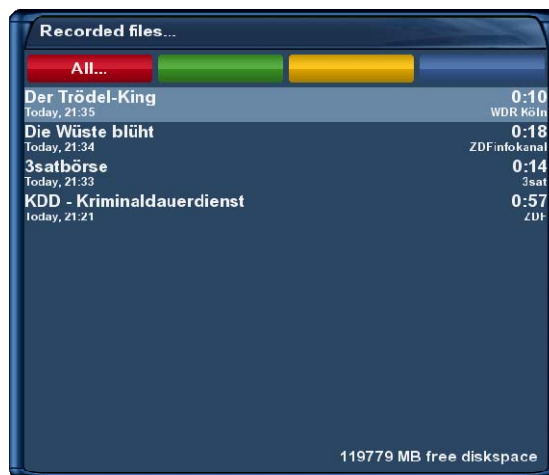 Recorded files...
All...
Der Trödel-King 0:10
Today, 21:35 WDR Köln
Die Wüste blüht 0:18
Today, 21:34 ZDFinfokanal
3satbörse 0:14
Today, 21:33 3sat
KDD - Kriminaldauerdienst 0:57
Today, 21:21 ZDF
119779 MB free diskspace